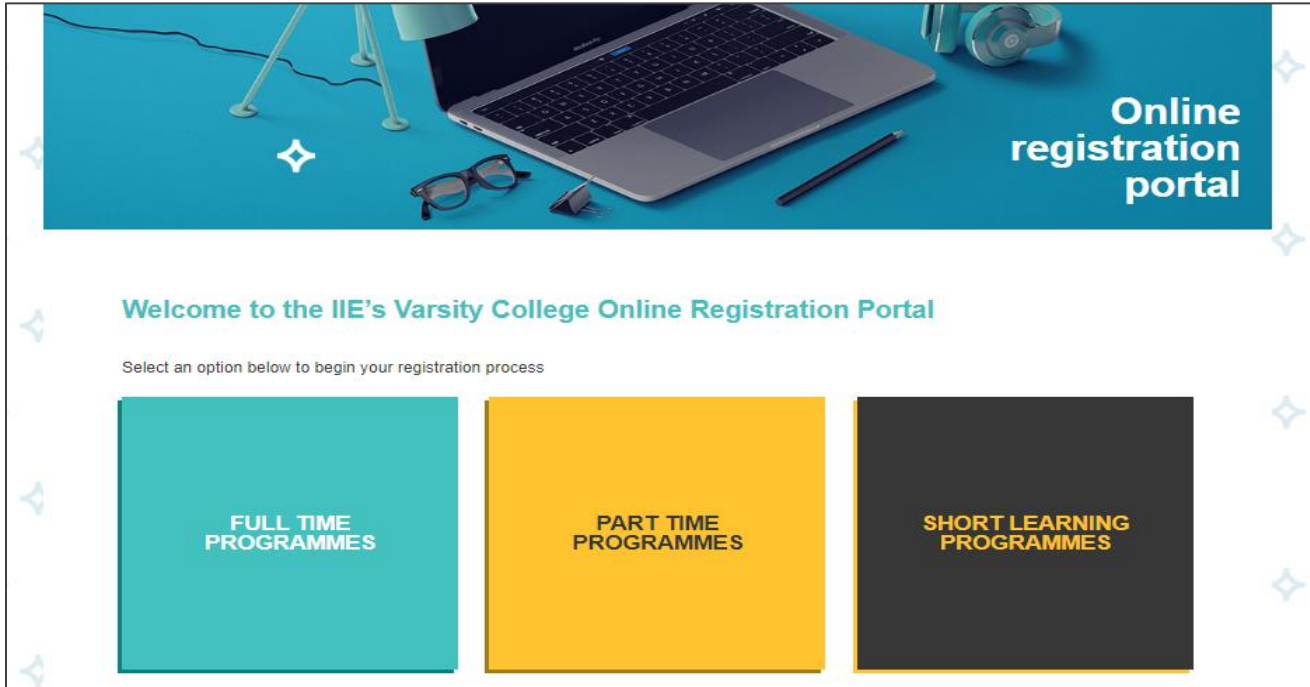 Online
registration
portal
Welcome to the IIE’s Varsity College Online Registration Portal
Select an option below to begin your registration process
FULL TIME
PROGRAMMES
PART TIME
PROGRAMMES
SHORT LEARNING
PROGRAMMES